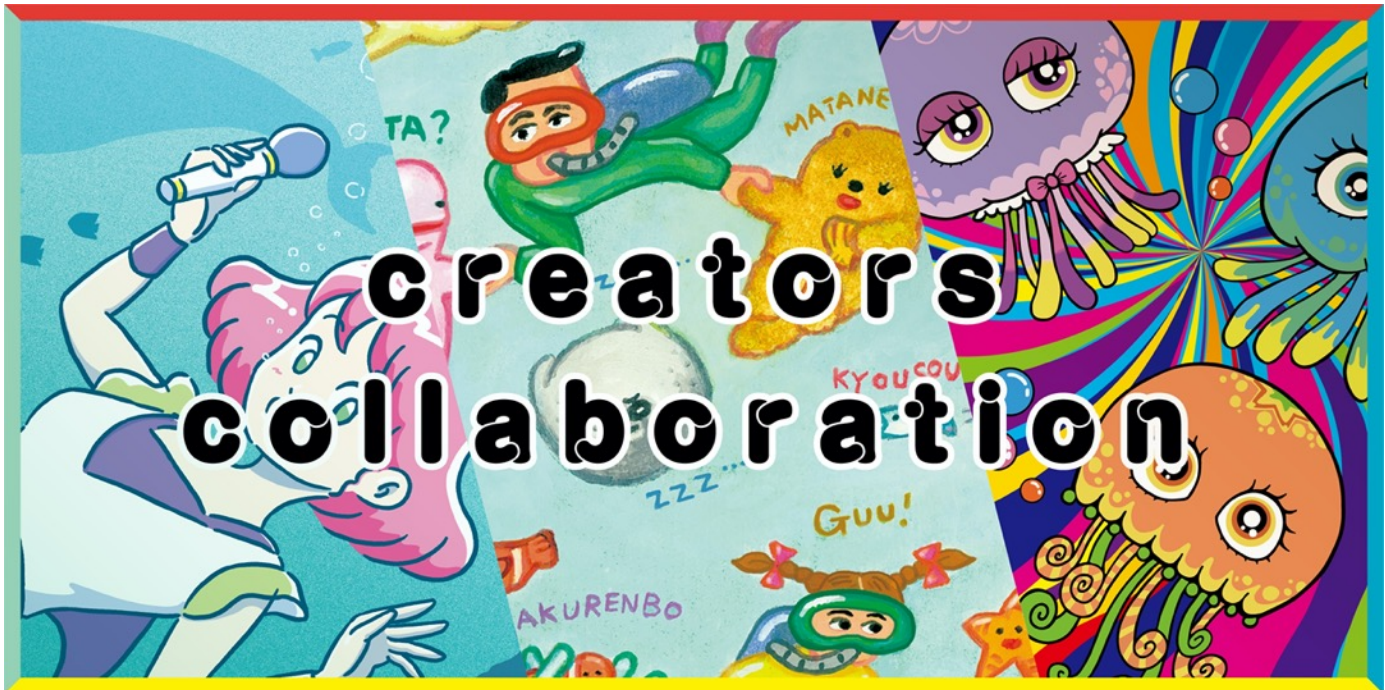 TA?
MATANE
creators
z ...
KYOUCOU
collaboration
zzz...
Guu!
AKURENBO